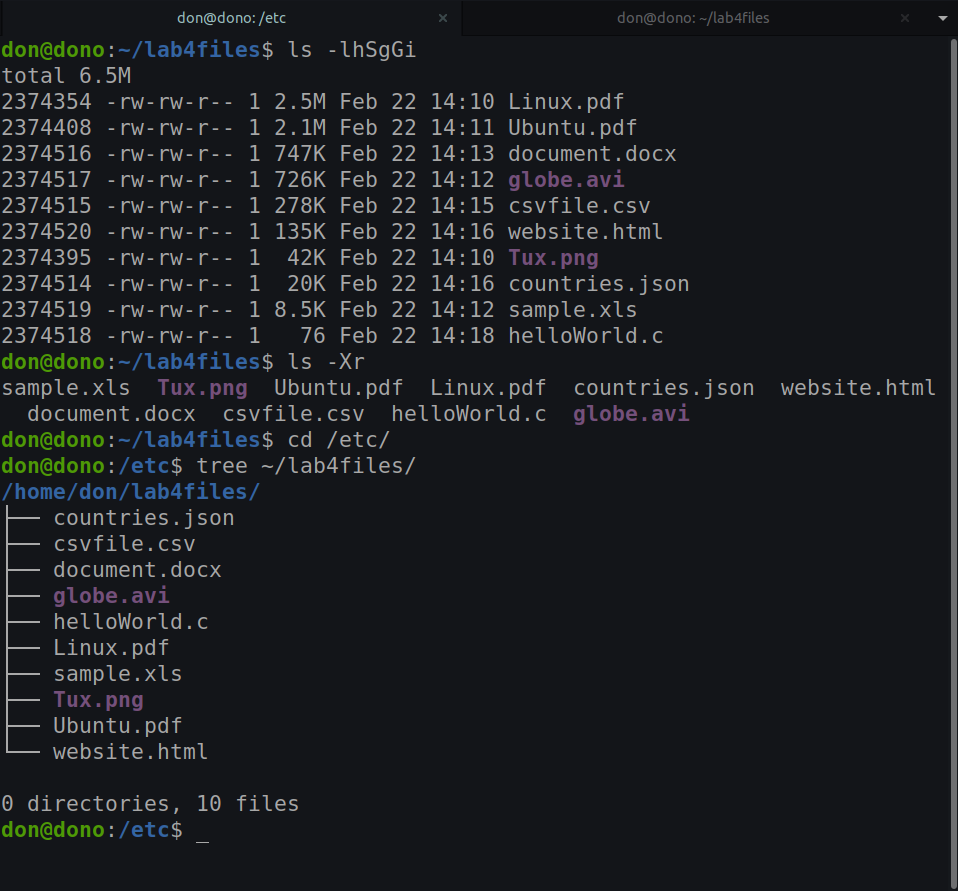 don@dono: /etc × don@dono: ~/lab4files ×
don@dono:~/lab4files$ ls -lhSgGi
total 6.5M
2374354 -rw-rw-r-- 1 2.5M Feb 22 14:10 Linux.pdf
2374408 -rw-rw-r-- 1 2.1M Feb 22 14:11 Ubuntu.pdf
2374516 -rw-rw-r-- 1 747K Feb 22 14:13 document.docx
2374517 -rw-rw-r-- 1 726K Feb 22 14:12 globe.avi
2374515 -rw-rw-r-- 1 278K Feb 22 14:15 csvfile.csv
2374520 -rw-rw-r-- 1 135K Feb 22 14:16 website.html
2374395 -rw-rw-r-- 1  42K Feb 22 14:10 Tux.png
2374514 -rw-rw-r-- 1  20K Feb 22 14:16 countries.json
2374519 -rw-rw-r-- 1 8.5K Feb 22 14:12 sample.xls
2374518 -rw-rw-r-- 1   76 Feb 22 14:18 helloWorld.c
don@dono:~/lab4files$ ls -Xr
sample.xls  Tux.png  Ubuntu.pdf  Linux.pdf  countries.json  website.html
  document.docx  csvfile.csv  helloWorld.c  globe.avi
don@dono:~/lab4files$ cd /etc/
don@dono:/etc$ tree ~/lab4files/
/home/don/lab4files/
├── countries.json
├── csvfile.csv
├── document.docx
├── globe.avi
├── helloWorld.c
├── Linux.pdf
├── sample.xls
├── Tux.png
├── Ubuntu.pdf
└── website.html
0 directories, 10 files
don@dono:/etc$ _